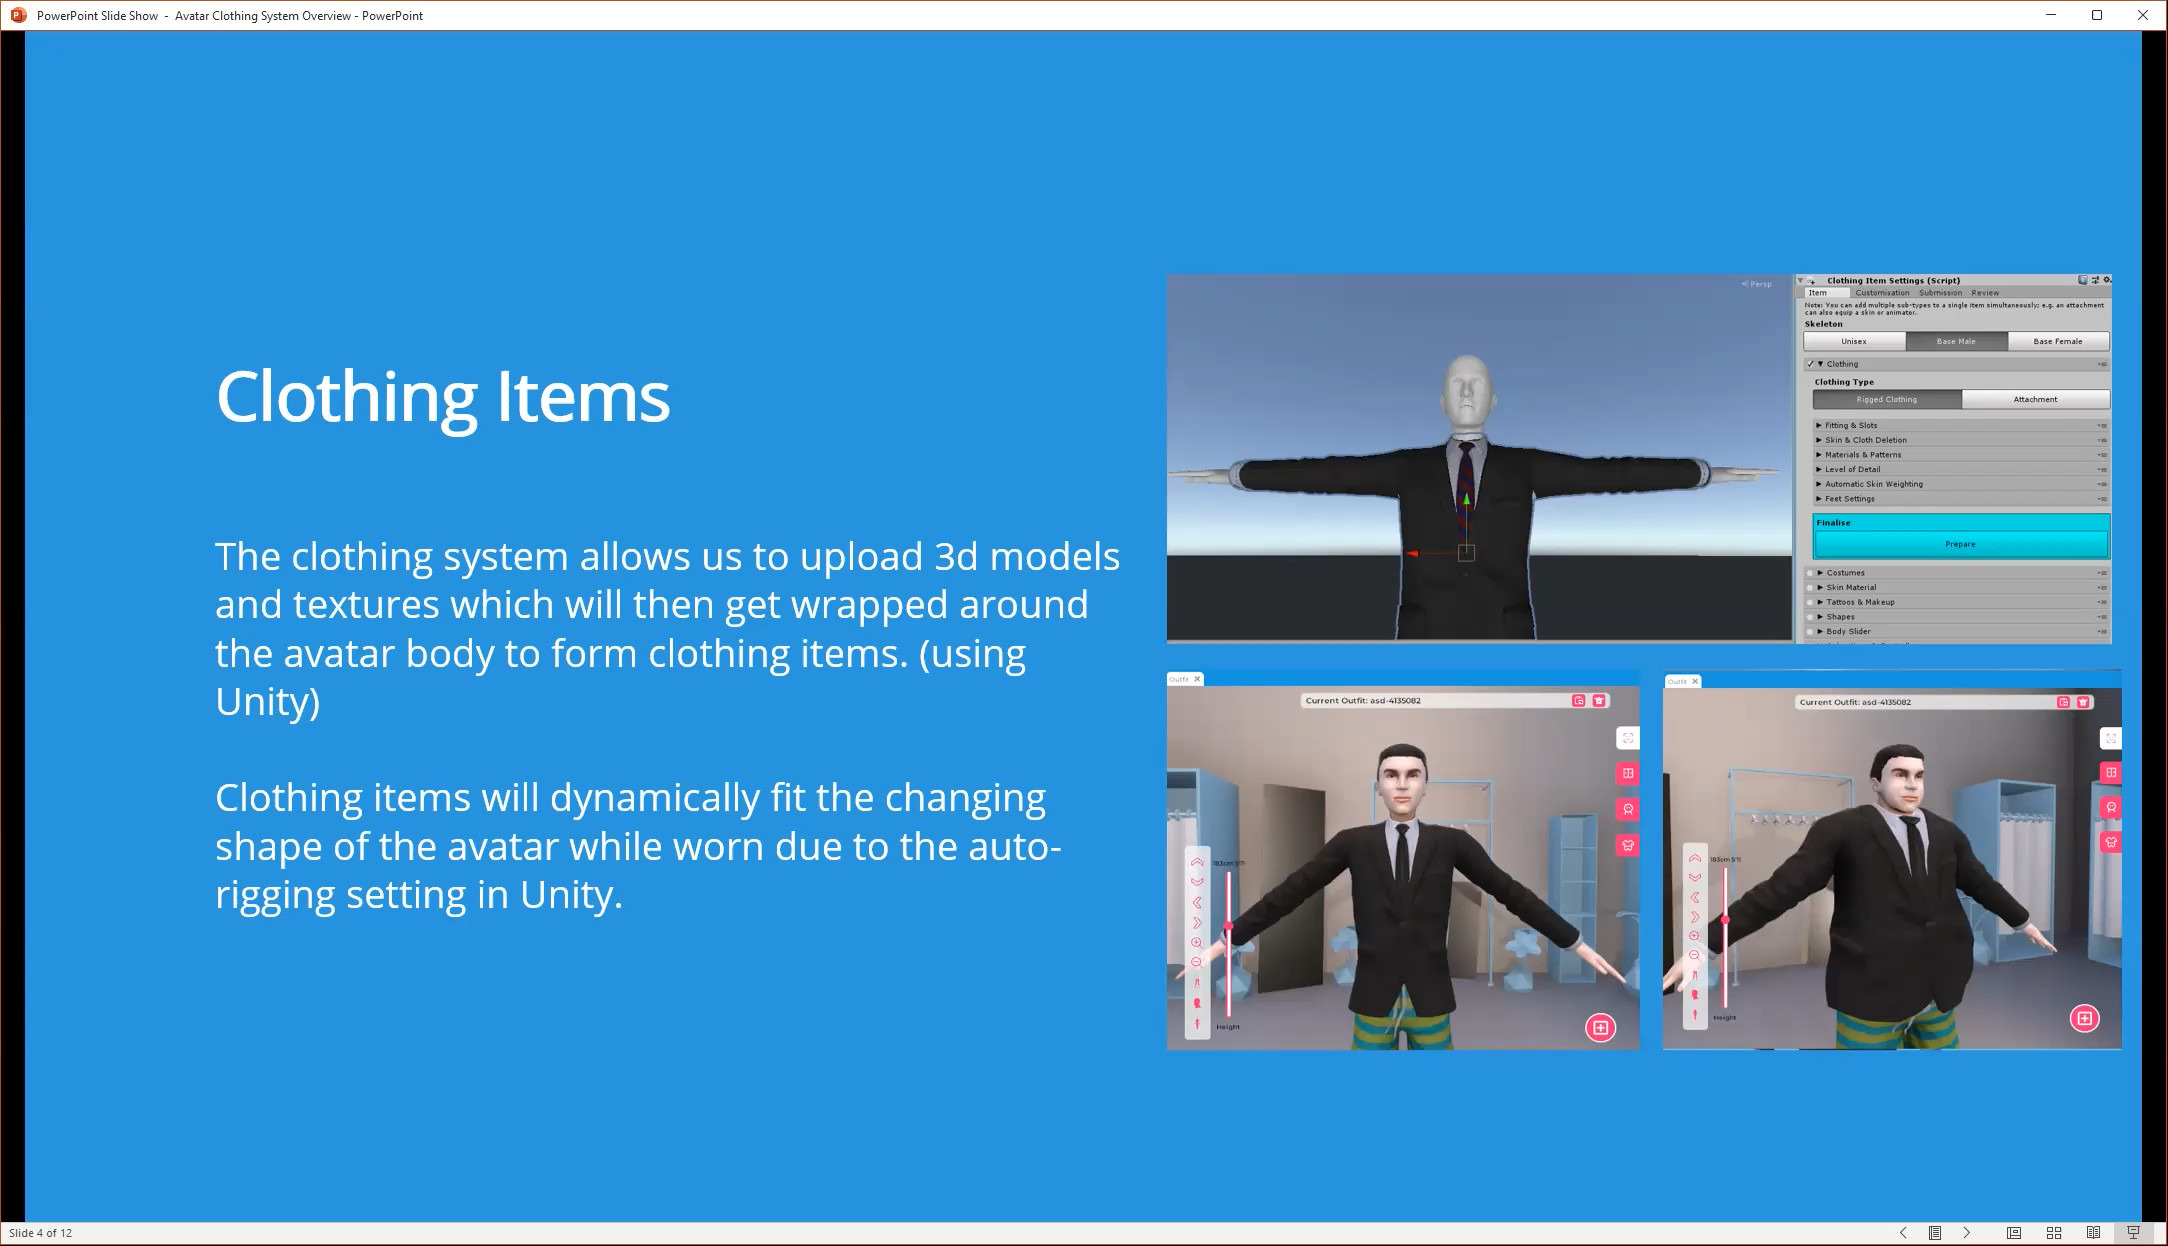 PowerPoint Slide Show - Avatar Clothing System Overview - PowerPoint
Clothing Items
The clothing system allows us to upload 3d models
and textures which will then get wrapped around
the avatar body to form clothing items. (using
Unity)
Clothing items will dynamically fit the changing
shape of the avatar while worn due to the auto-
rigging setting in Unity.
Persp
Clothing Item Settings (Script)
Item Customisation Submission Review
Note: You can add multiple sub-types to a single item simultaneously; e.g. an attachment
can also equip a skin or animator.
Skeleton
Unisex Base Male Base Female
Clothing
Clothing Type
Rigged Clothing Attachment
Fitting & Slots
Skin & Cloth Deletion
Materials & Patterns
Level of Detail
Automatic Skin Weighting
Feet Settings
Finalise
Prepare
Costumes
Skin Material
Tattoos & Makeup
Shapes
Body Slider
Outfit
Current Outfit: asd-4135082
183cm 5'11
Height
Outfit
Current Outfit: asd-4135082
183cm 5'11
Height
Slide 4 of 12